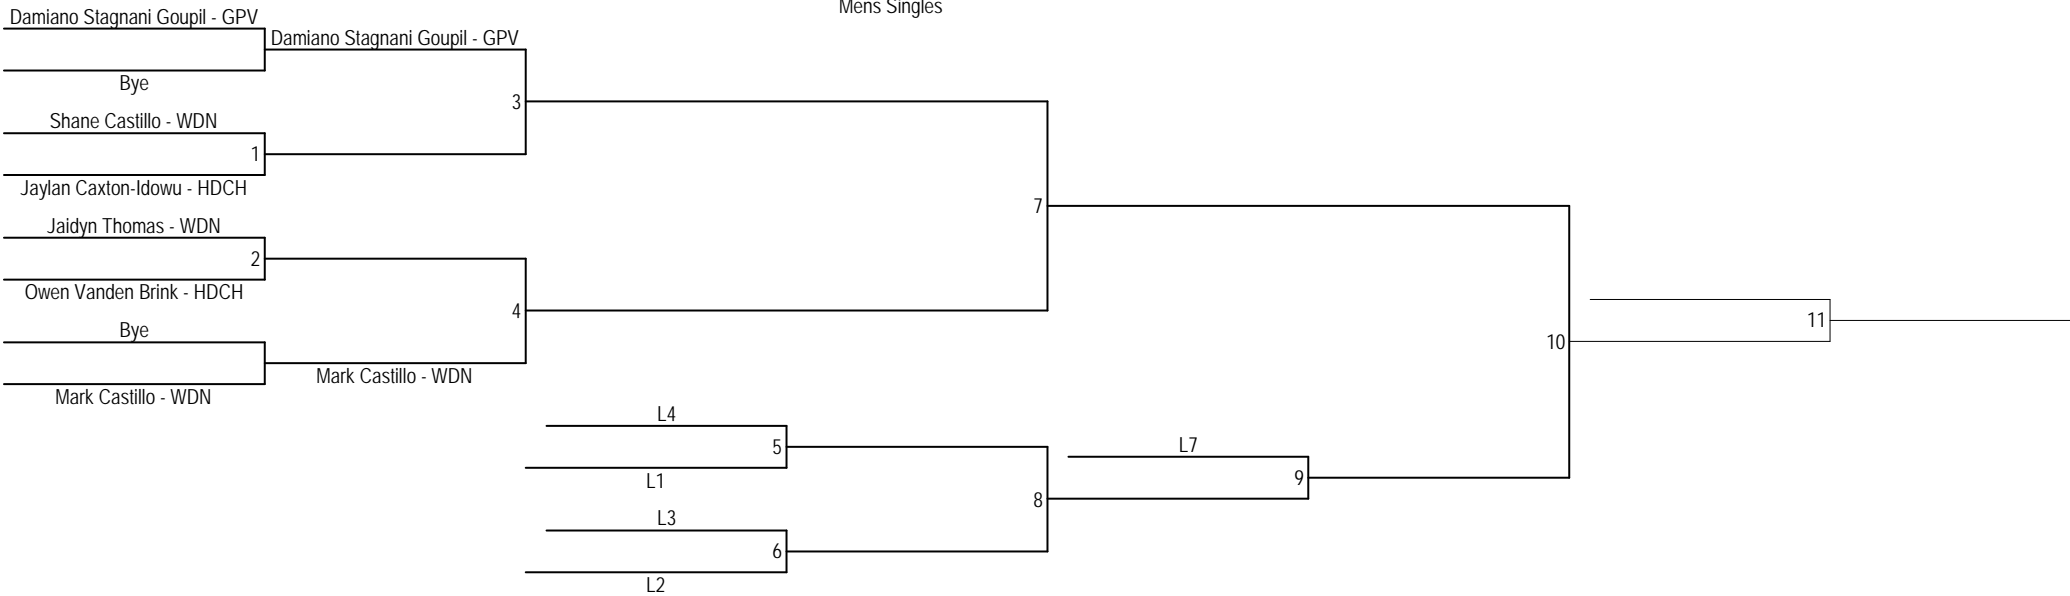 Mens Singles
Damiano Stagnani Goupil - GPV
Damiano Stagnani Goupil - GPV
Bye
3
Shane Castillo - WDN
1
Jaylan Caxton-Idowu - HDCH
7
Jaidyn Thomas - WDN
2
Owen Vanden Brink - HDCH
4
11
Bye
10
Mark Castillo - WDN
Mark Castillo - WDN
L4
5
L7
L1
9
8
L3
6
L2